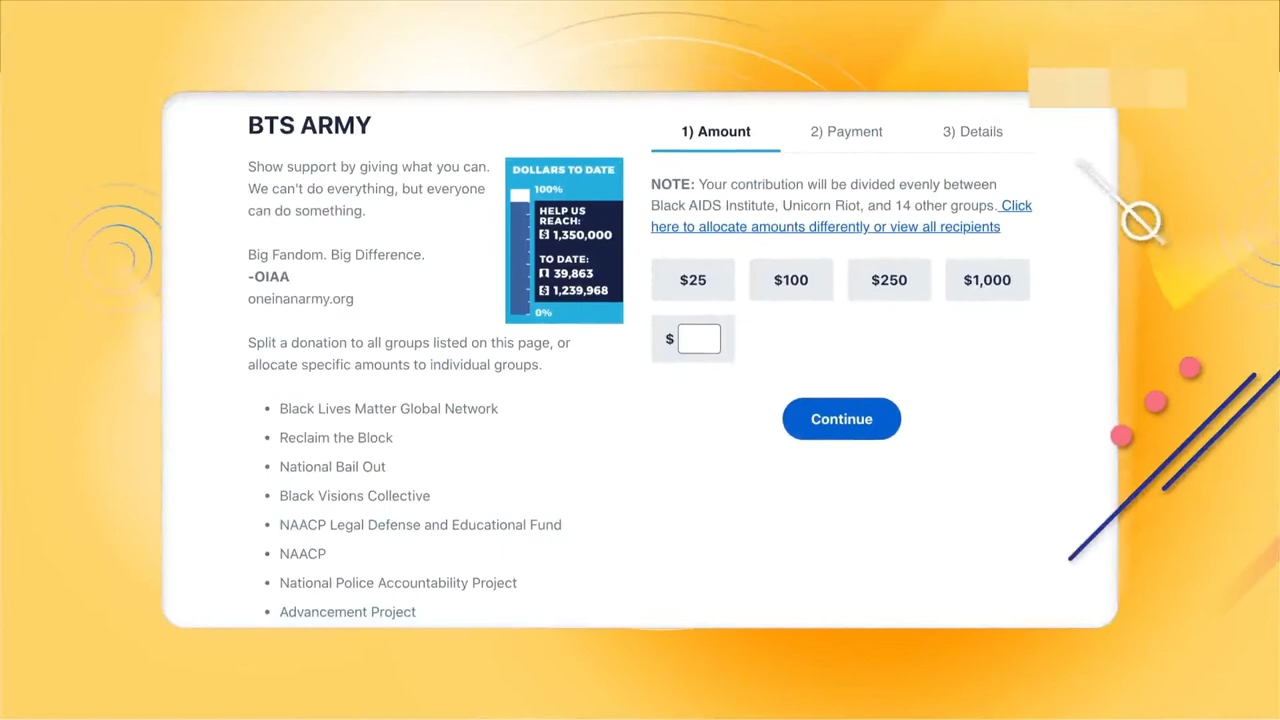 BTS ARMY
Show support by giving what you can.
We can't do everything, but everyone
can do something.
Big Fandom. Big Difference.
-OIAA
oneinanarmy.org
DOLLARS TO DATE
100%
HELP US
REACH:
$ 1,350,000
TO DATE:
39,863
$ 1,239,968
0%
Split a donation to all groups listed on this page, or
allocate specific amounts to individual groups.
• Black Lives Matter Global Network
• Reclaim the Block
• National Bail Out
• Black Visions Collective
• NAACP Legal Defense and Educational Fund
• NAACP
• National Police Accountability Project
• Advancement Project
1) Amount 2) Payment 3) Details
NOTE: Your contribution will be divided evenly between
Black AIDS Institute, Unicorn Riot, and 14 other groups. Click
here to allocate amounts differently or view all recipients
$25 $100 $250 $1,000
$
Continue